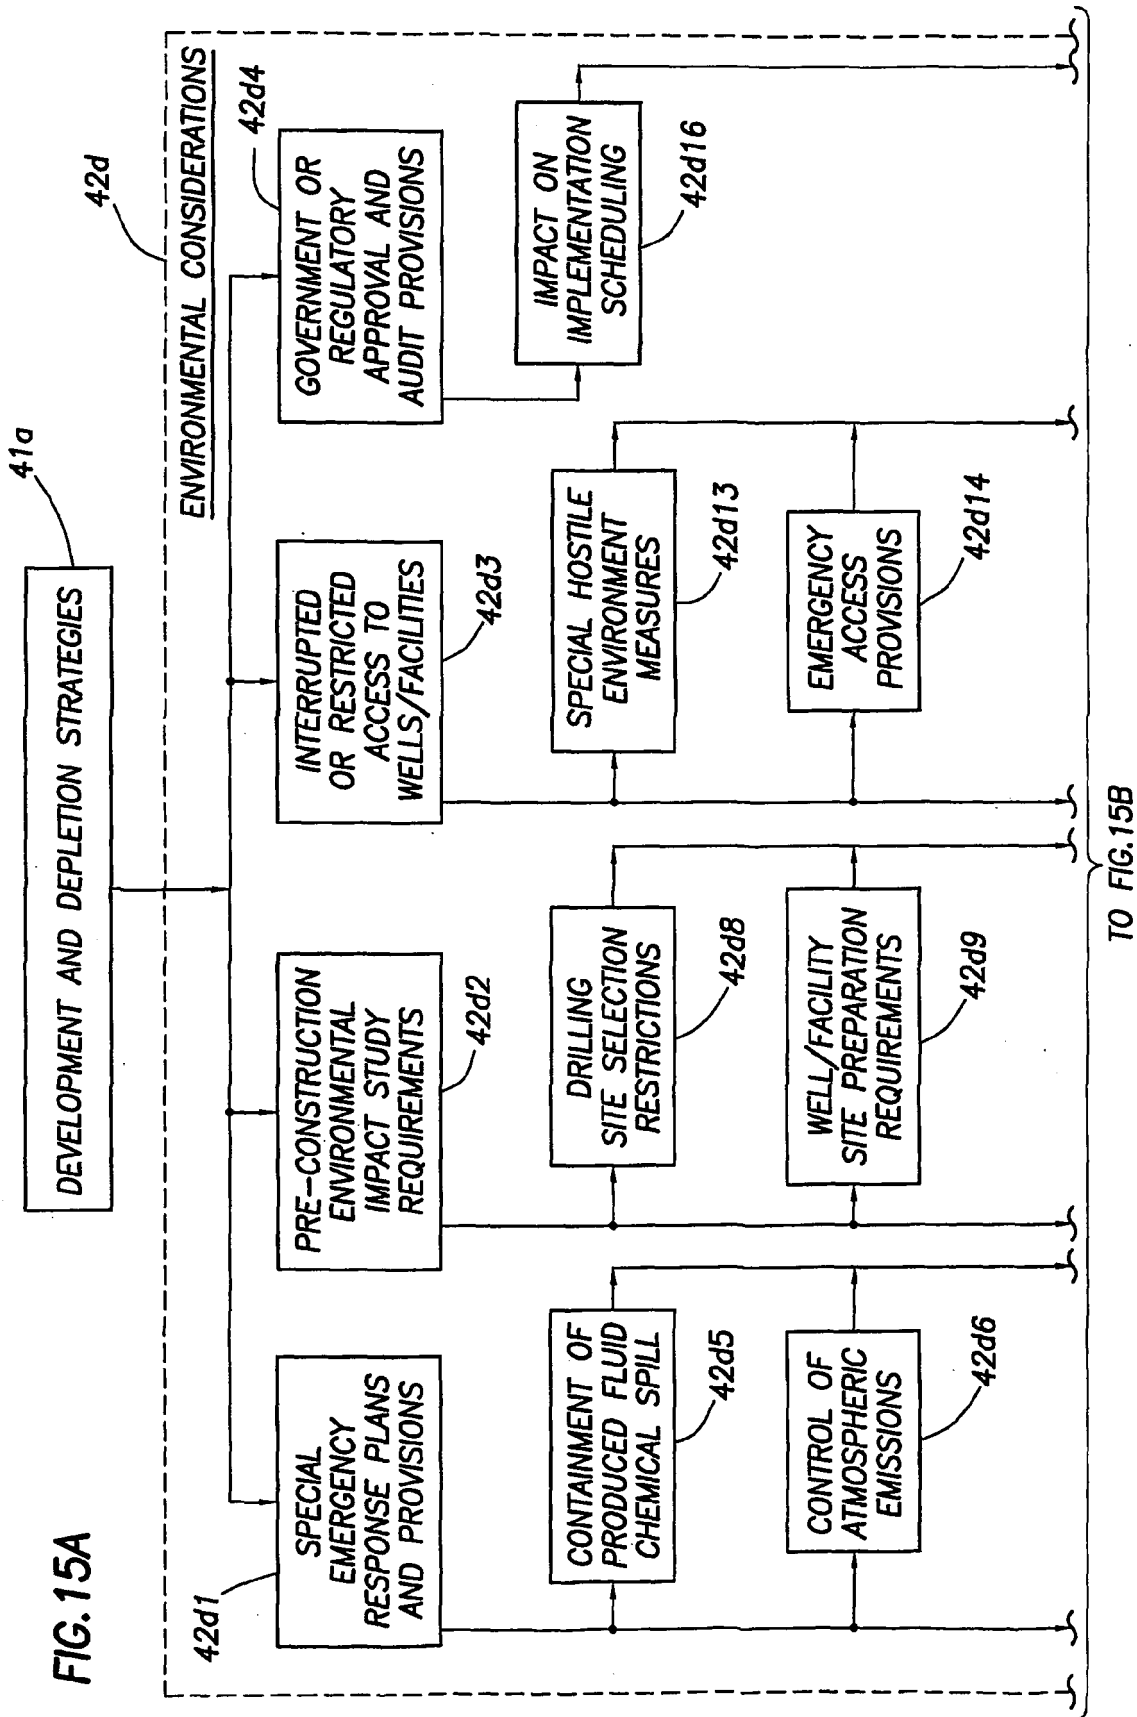 FIG.15A
41a
DEVELOPMENT AND DEPLETION STRATEGIES
42d
ENVIRONMENTAL CONSIDERATIONS
42d1
SPECIAL
EMERGENCY
RESPONSE PLANS
AND PROVISIONS
PRE-CONSTRUCTION
ENVIRONMENTAL
IMPACT STUDY
REQUIREMENTS
42d2
INTERRUPTED
OR RESTRICTED
ACCESS TO
WELLS/FACILITIES
42d3
GOVERNMENT OR
REGULATORY
APPROVAL AND
AUDIT PROVISIONS
42d4
CONTAINMENT OF
PRODUCED FLUID
CHEMICAL SPILL
42d5
DRILLING
SITE SELECTION
RESTRICTIONS
42d8
SPECIAL HOSTILE
ENVIRONMENT
MEASURES
42d13
IMPACT ON
IMPLEMENTATION
SCHEDULING
42d16
CONTROL OF
ATMOSPHERIC
EMISSIONS
42d6
WELL/FACILITY
SITE PREPARATION
REQUIREMENTS
42d9
EMERGENCY
ACCESS
PROVISIONS
42d14
TO FIG.15B